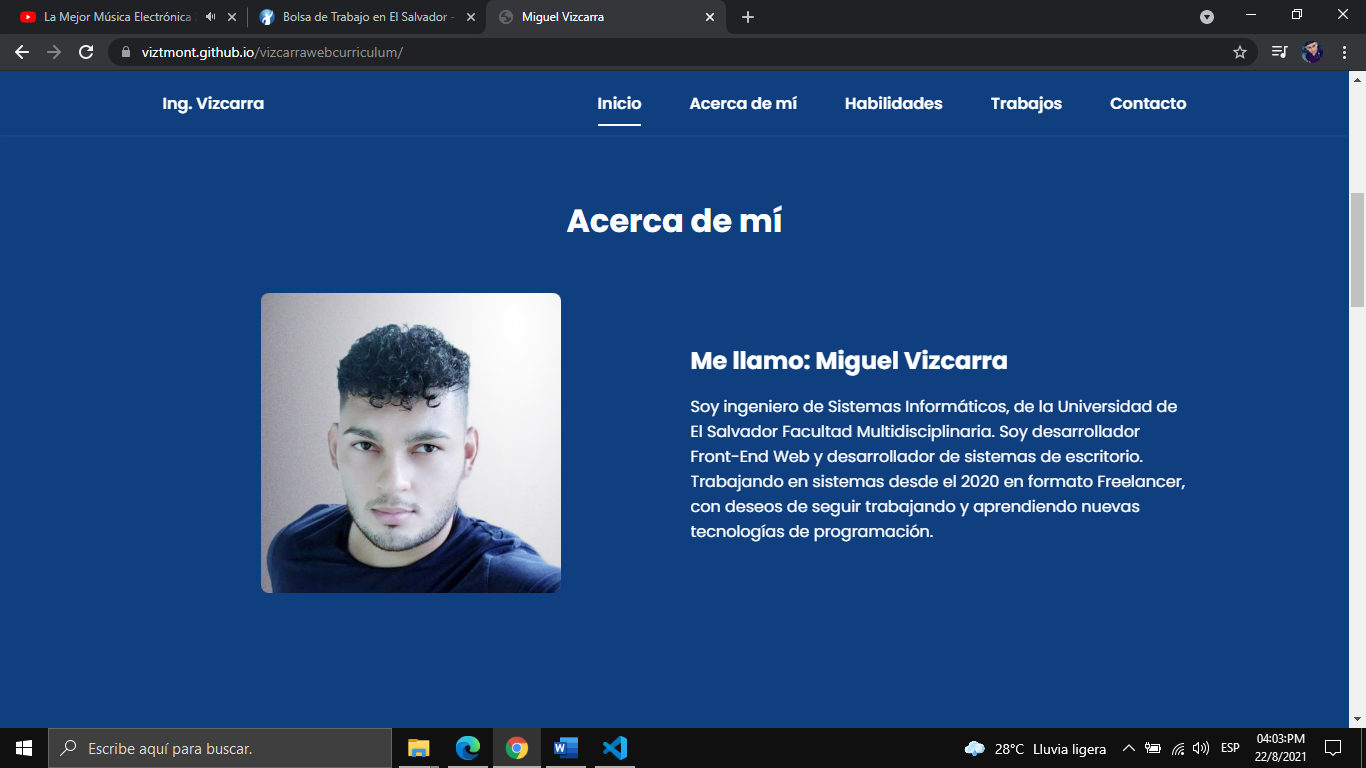 La Mejor Música Electrónica
Bolsa de Trabajo en El Salvador -
Miguel Vizcarra
viztmont.github.io/vizcarrawebcurriculum/
Ing. Vizcarra
Inicio
Acerca de mí
Habilidades
Trabajos
Contacto
Acerca de mí
Me llamo: Miguel Vizcarra
Soy ingeniero de Sistemas Informáticos, de la Universidad de
El Salvador Facultad Multidisciplinaria. Soy desarrollador
Front-End Web y desarrollador de sistemas de escritorio.
Trabajando en sistemas desde el 2020 en formato Freelancer,
con deseos de seguir trabajando y aprendiendo nuevas
tecnologías de programación.
Escribe aquí para buscar.
28°C Lluvia ligera
ESP
04:03:PM
22/8/2021